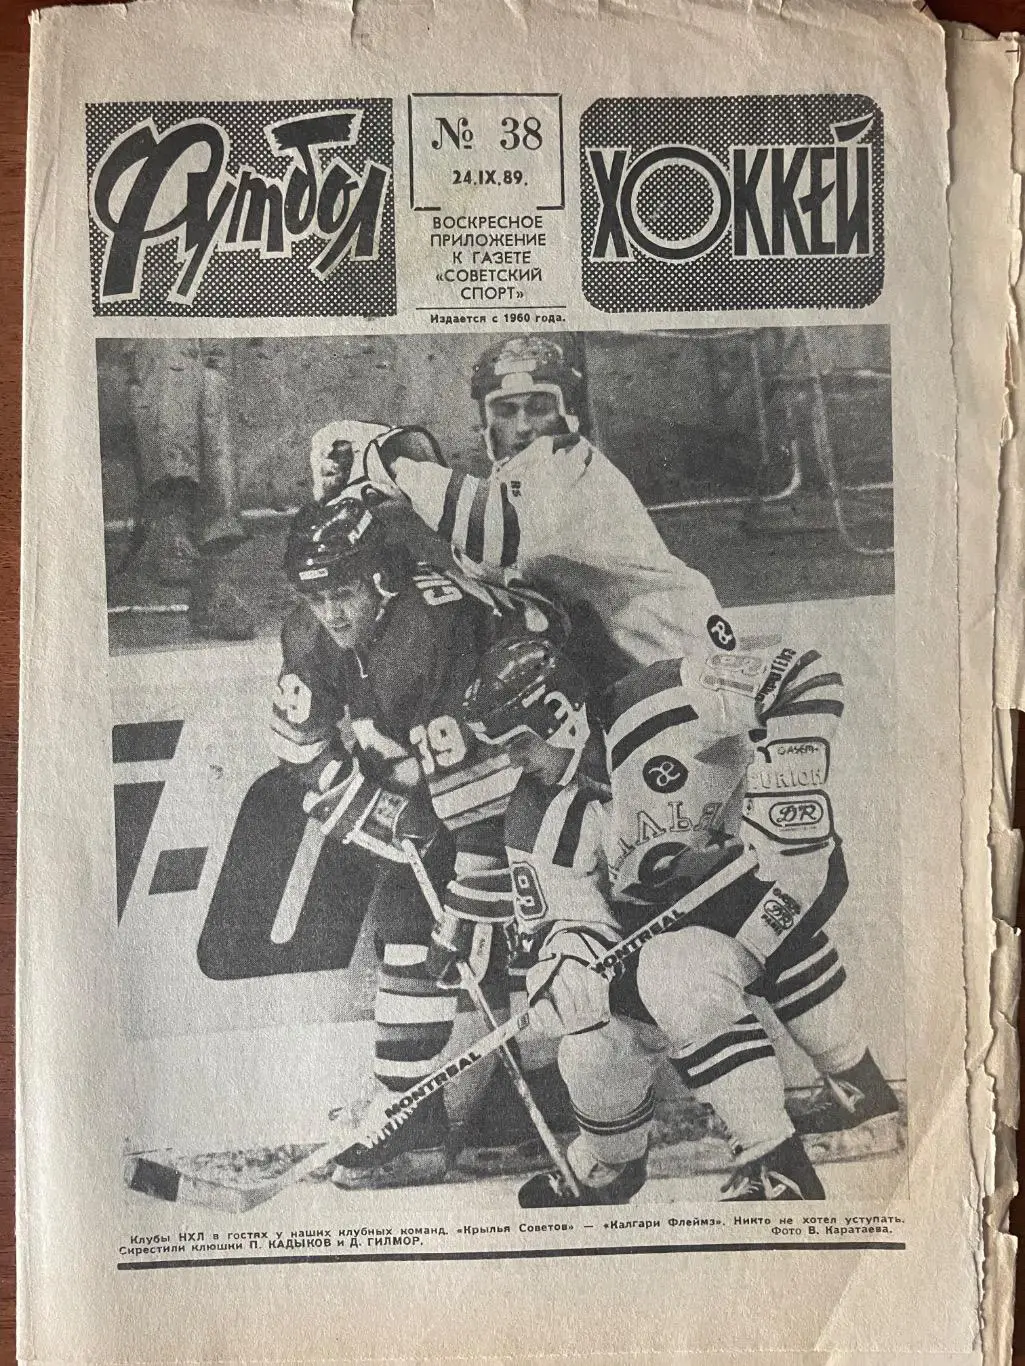 Футбол
№ 38
24.IX.89.
ВОСКРЕСНОЕ
ПРИЛОЖЕНИЕ
К ГАЗЕТЕ
«СОВЕТСКИЙ
СПОРТ»
Издается с 1960 года.
ХОККЕЙ
39
MONTREAL
MONTREAL
Клубы НХЛ в гостях у наших клубных команд. «Крылья Советов» — «Калгари Флеймз». Никто не хотел уступать.
Скрестили клюшки П. КАДЫКОВ и Д. ГИЛМОР.
Фото В. Каратаева.